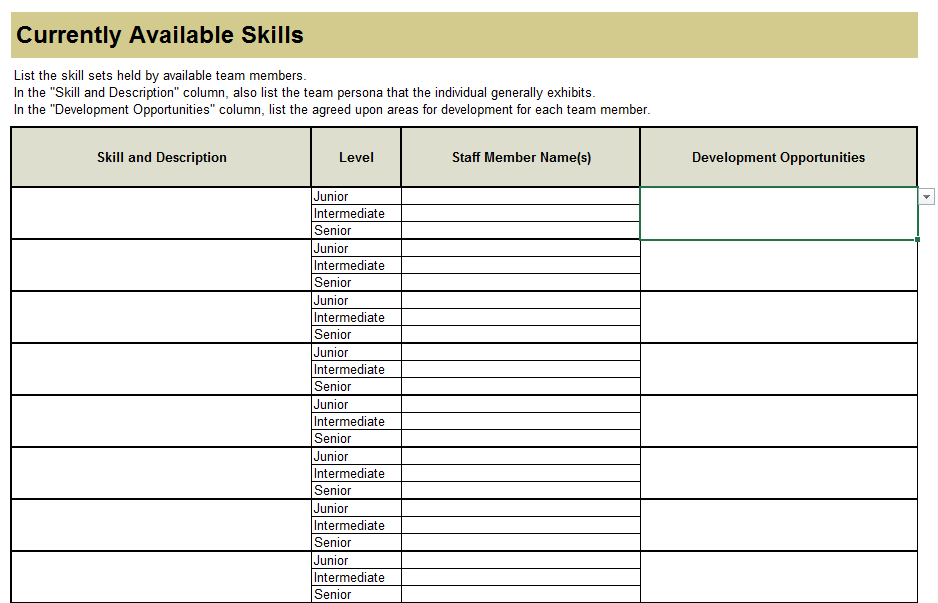 Currently Available Skills
List the skill sets held by available team members.
In the "Skill and Description" column, also list the team persona that the individual generally exhibits.
In the "Development Opportunities" column, list the agreed upon areas for development for each team member.
Skill and Description Level Staff Member Name(s) Development Opportunities
Junior
Intermediate
Senior
Junior
Intermediate
Senior
Junior
Intermediate
Senior
Junior
Intermediate
Senior
Junior
Intermediate
Senior
Junior
Intermediate
Senior
Junior
Intermediate
Senior
Junior
Intermediate
Senior